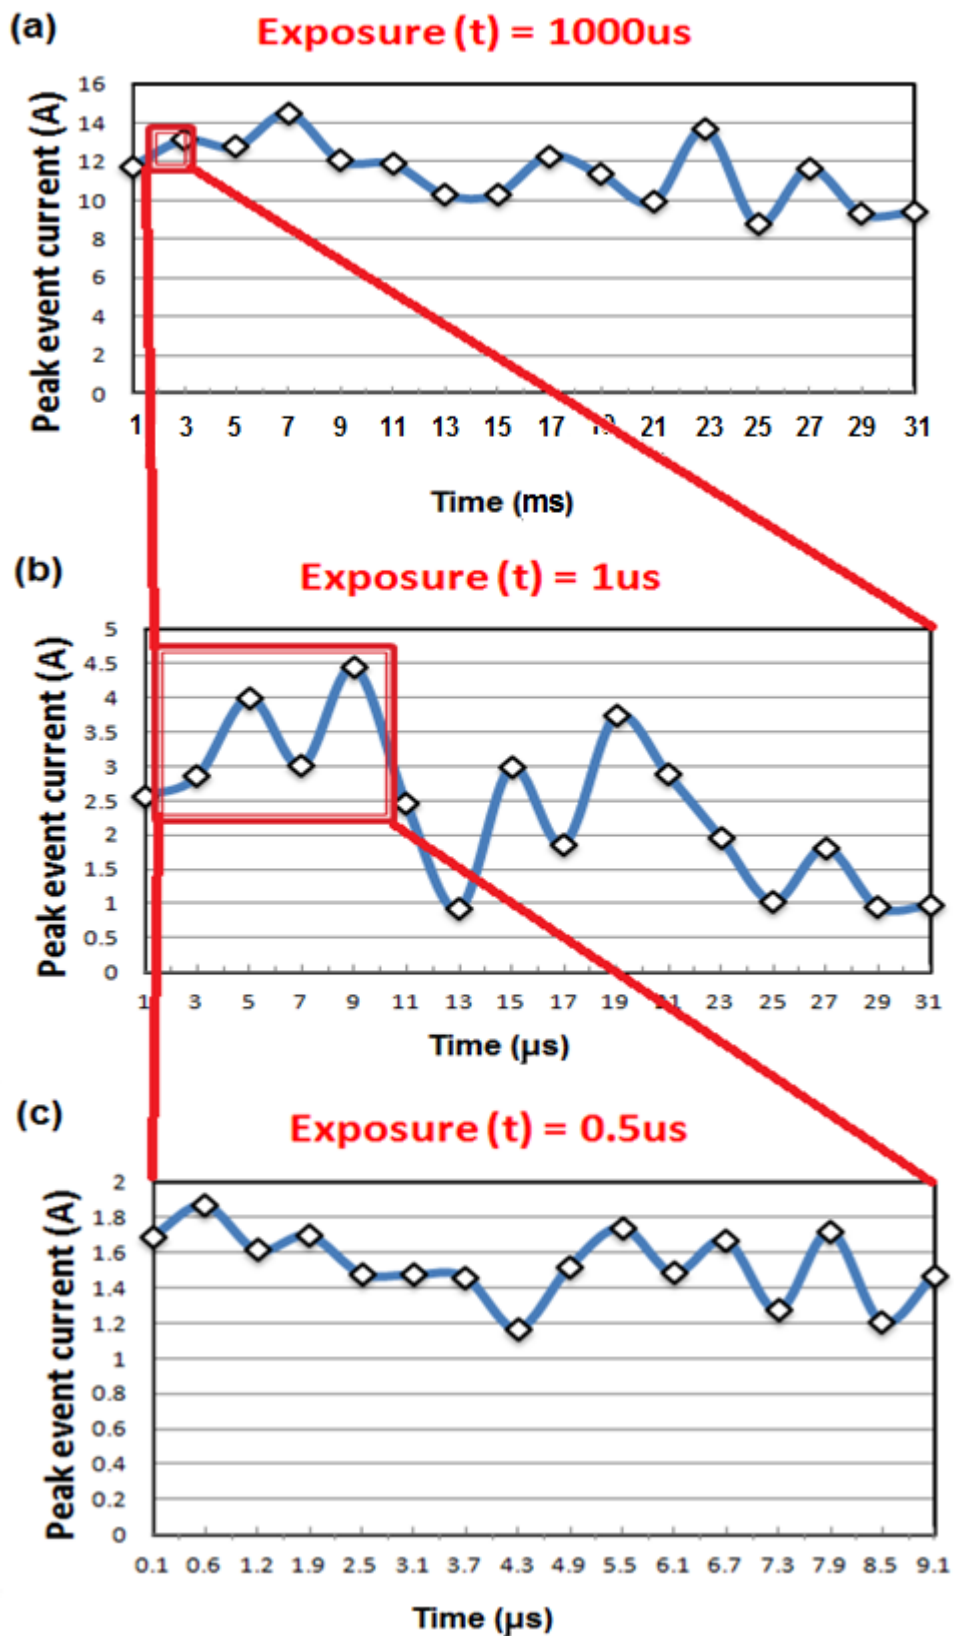 (a)
Exposure (t) = 1000us
Peak event current (A)
16
14
12
10
8
6
4
2
0
1 3 5 7 9 11 13 15 17 19 21 23 25 27 29 31
Time (ms)
(b)
Exposure (t) = 1us
Peak event current (A)
5
4.5
4
3.5
3
2.5
2
1.5
1
0.5
0
1 3 5 7 9 11 13 15 17 19 21 23 25 27 29 31
Time (µs)
(c)
Exposure (t) = 0.5us
Peak event current (A)
2
1.8
1.6
1.4
1.2
1
0.8
0.6
0.4
0.2
0
0.1 0.6 1.2 1.9 2.5 3.1 3.7 4.3 4.9 5.5 6.1 6.7 7.3 7.9 8.5 9.1
Time (µs)